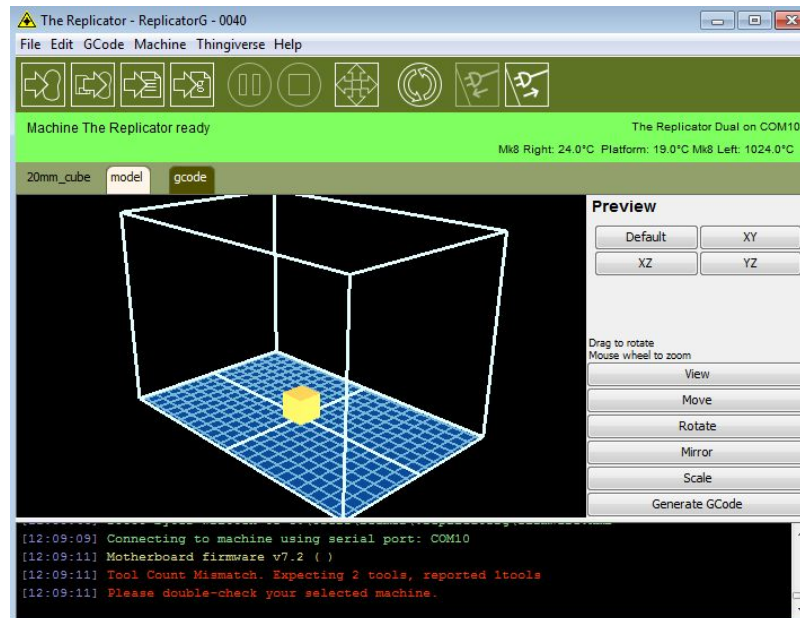 The Replicator - ReplicatorG - 0040
File Edit GCode Machine Thingiverse Help
Machine The Replicator ready
The Replicator Dual on COM10
Mk8 Right: 24.0°C Platform: 19.0°C Mk8 Left: 1024.0°C
20mm_cube model gcode
Preview
Default XY
XZ YZ
Drag to rotate
Mouse wheel to zoom
View
Move
Rotate
Mirror
Scale
Generate GCode
[12:09:09] Connecting to machine using serial port: COM10
[12:09:11] Motherboard firmware v7.2 ( )
[12:09:11] Tool Count Mismatch. Expecting 2 tools, reported 1tools
[12:09:11] Please double-check your selected machine.